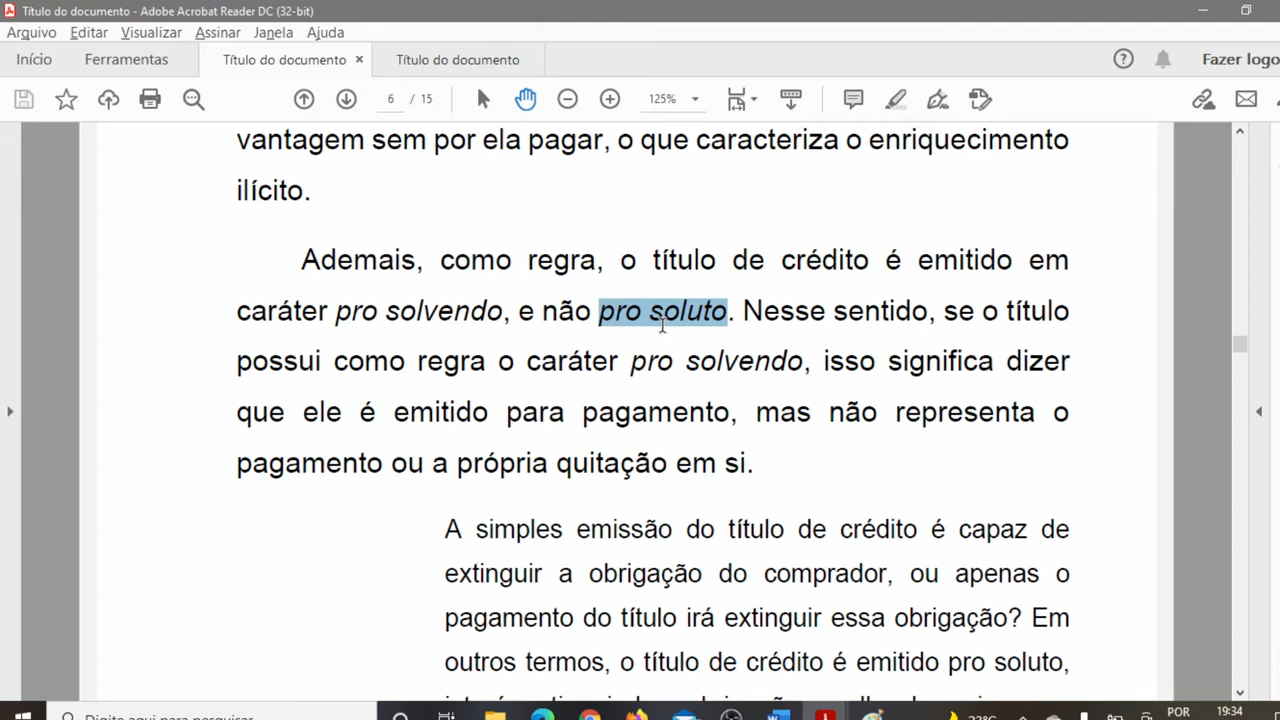 Título do documento - Adobe Acrobat Reader DC (32-bit)
Arquivo Editar Visualizar Assinar Janela Ajuda
Início Ferramentas Título do documento × Título do documento Fazer logo
6 / 15 125%
vantagem sem por ela pagar, o que caracteriza o enriquecimento
ilícito.
Ademais, como regra, o título de crédito é emitido em
caráter pro solvendo, e não pro soluto. Nesse sentido, se o título
possui como regra o caráter pro solvendo, isso significa dizer
que ele é emitido para pagamento, mas não representa o
pagamento ou a própria quitação em si.
A simples emissão do título de crédito é capaz de
extinguir a obrigação do comprador, ou apenas o
pagamento do título irá extinguir essa obrigação? Em
outros termos, o título de crédito é emitido pro soluto,
Digite aqui para pesquisar POR 19:34